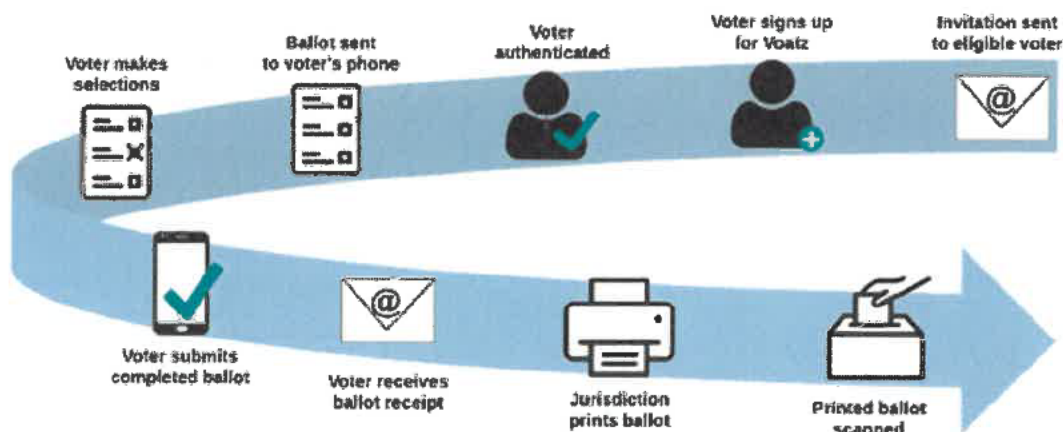 Invitation sent
to eligible voter
@
Voter signs up
for Voatz
Voter
authenticated
Ballot sent
to voter's phone
Voter makes
selections
Voter submits
completed ballot
@
Voter receives
ballot receipt
Jurisdiction
prints ballot
Printed ballot
scanned